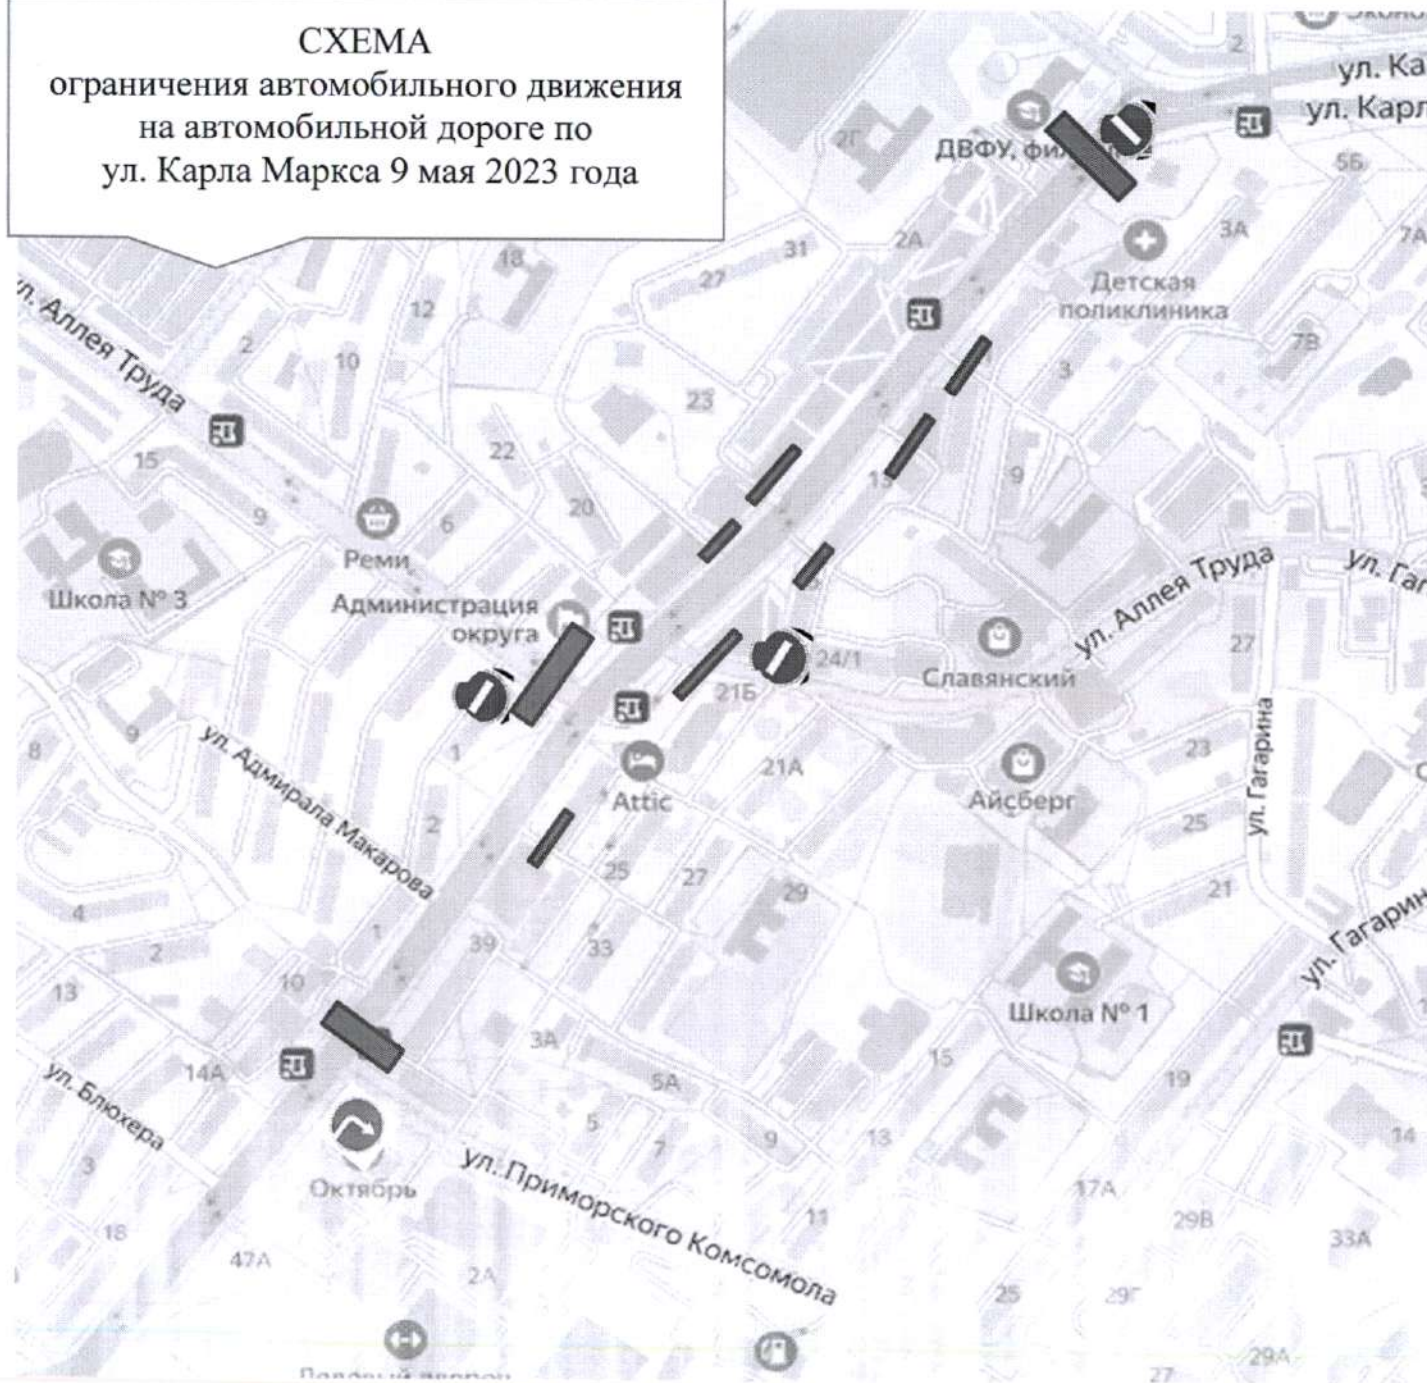 СХЕМА
ограничения автомобильного движения
на автомобильной дороге по
ул. Карла Маркса 9 мая 2023 года
2
ул. Ка
ул. Карл
2Г
ДВФУ,
5Б
31
2А
3А
7А
18
27
Детская
поликлиника
ул. Аллея Труда
12
2
10
7В
3
23
22
15
9
20
9
6
Реми
ул. Аллея Труда
ул. Гаг
Школа № 3
Администрация
округа
27
24/1
Славянский
21Б
ул. Адмирала Макарова
9
8
1
23
21А
Attic
Айсберг
ул. Гагарина
2
25
25
27
29
21
4
1
39
33
2
ул. Гагарин
10
13
Школа № 1
3А
15
14А
5А
19
ул. Блюхера
5
7
9
13
14
3
ул. Приморского Комсомола
Октябрь
17А
11
18
29В
33А
47А
2А
25
29Г
29А
27